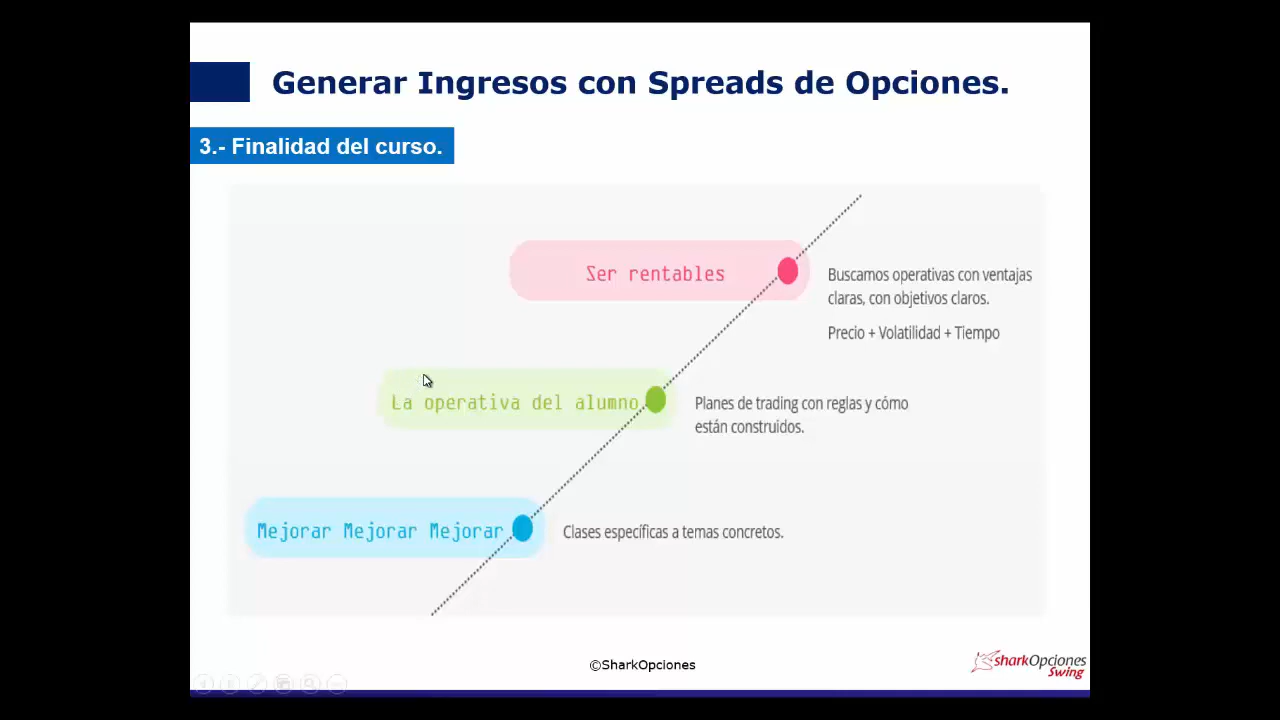 Generar Ingresos con Spreads de Opciones.
3.- Finalidad del curso.
Ser rentables
Buscamos operativas con ventajas
claras, con objetivos claros.
Precio + Volatilidad + Tiempo
La operativa del alumno.
Planes de trading con reglas y cómo
están construidos.
Mejorar Mejorar Mejorar
Clases específicas a temas concretos.
©SharkOpciones
sharkOpciones
Swing